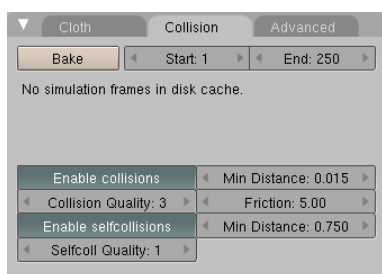 Cloth Collision Advanced
Bake Start: 1 End: 250
No simulation frames in disk cache.
Enable collisions Min Distance: 0.015
Collision Quality: 3 Friction: 5.00
Enable selfcollisions Min Distance: 0.750
Selfcoll Quality: 1